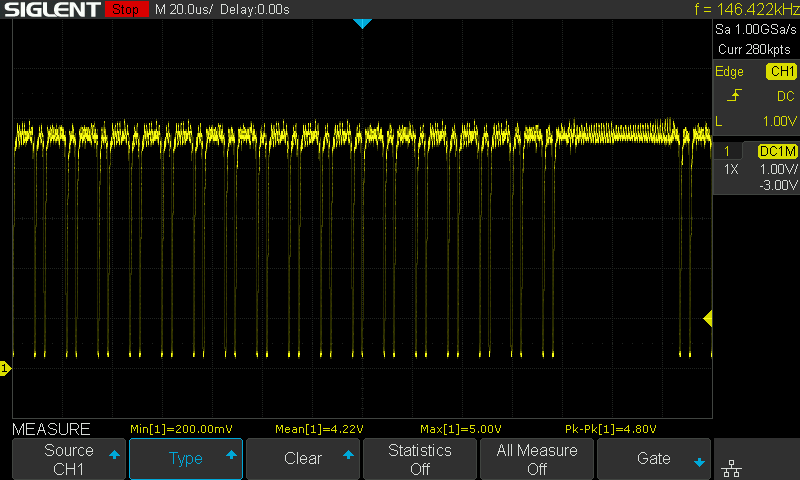 SIGLENT Stop M 20.0us/ Delay:0.00s f = 146.422kHz
Sa 1.00GSa/s
Curr 280kpts
Edge CH1
DC
L 1.00V
1 DC1M
1X 1.00V/
-3.00V
1
MEASURE Min[1]=200.00mV Mean[1]=4.22V Max[1]=5.00V Pk-Pk[1]=4.80V
Source CH1
Type
Clear
Statistics Off
All Measure Off
Gate